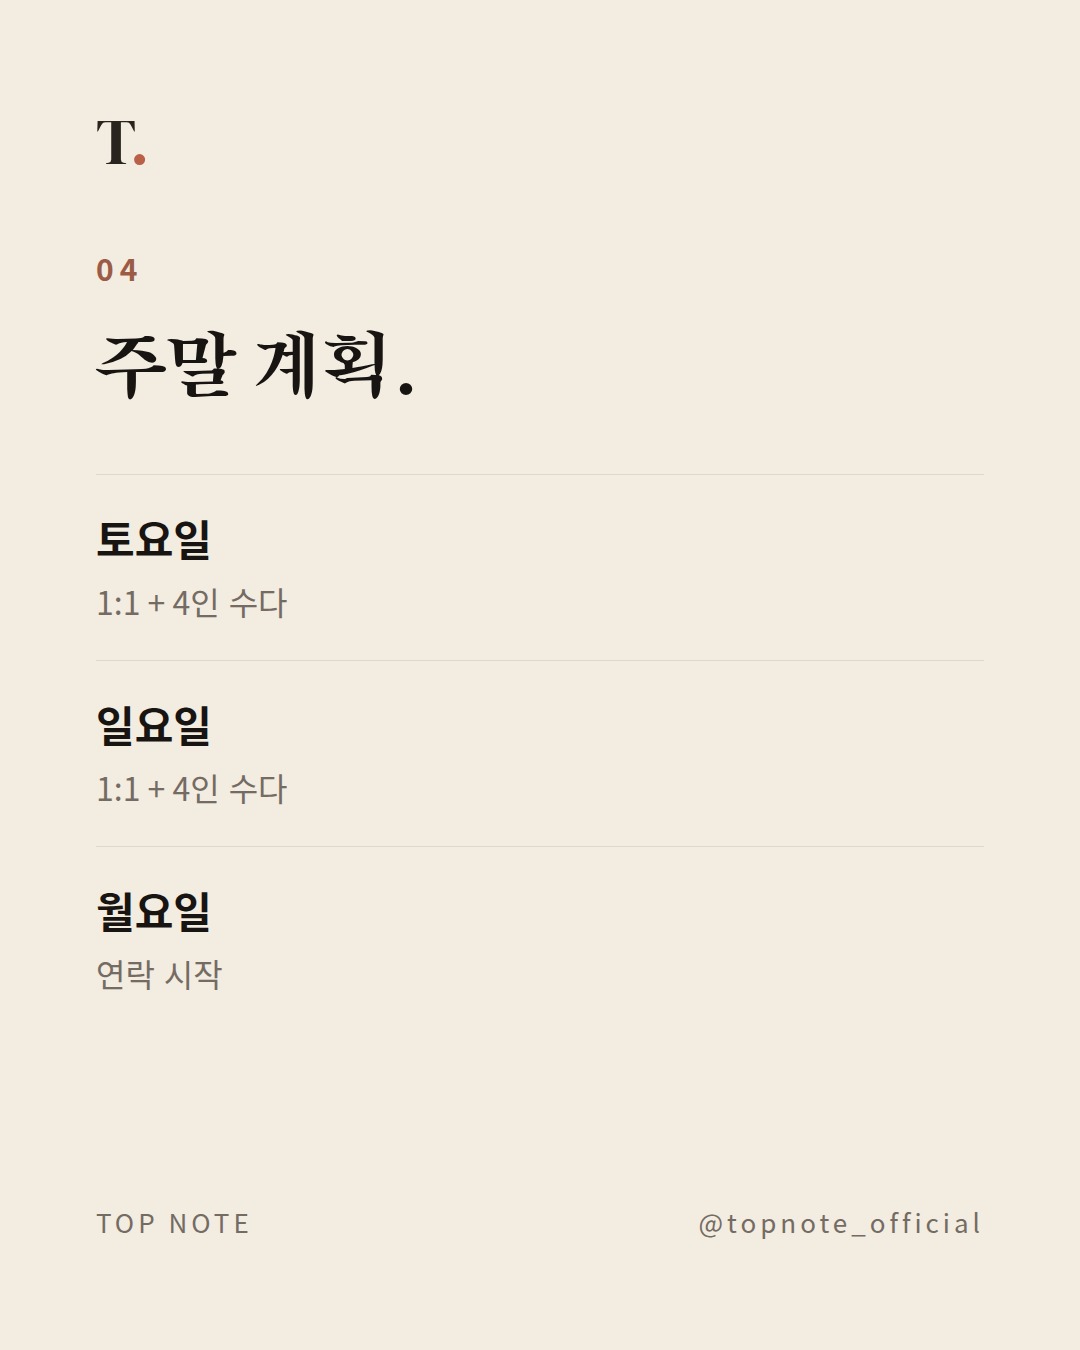 T.
04
주말 계획.
토요일
1:1 + 4인 수다
일요일
1:1 + 4인 수다
월요일
연락 시작
TOP NOTE
@topnote_official